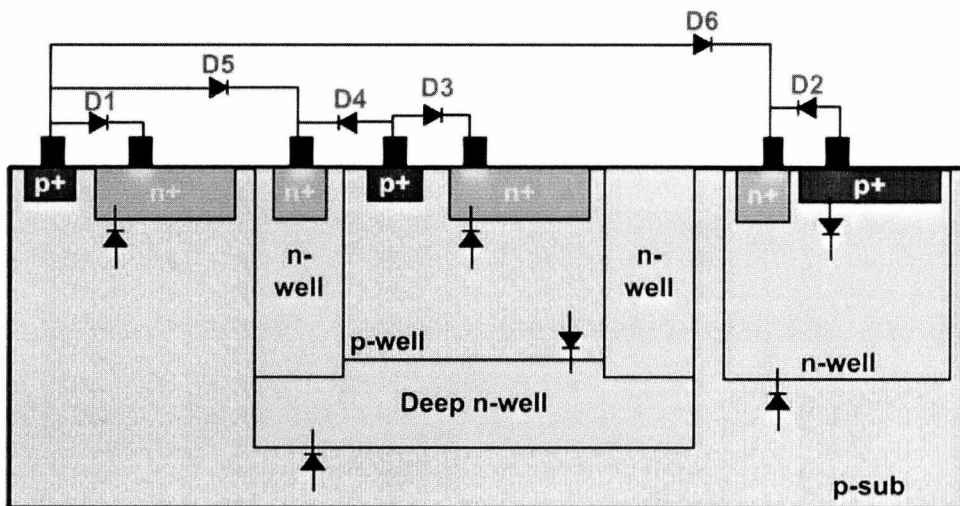 D6
D5
D1
D4
D3
D2
p+
n+
n+
p+
n+
n+
p+
n-
well
n-
well
p-well
n-well
Deep n-well
p-sub